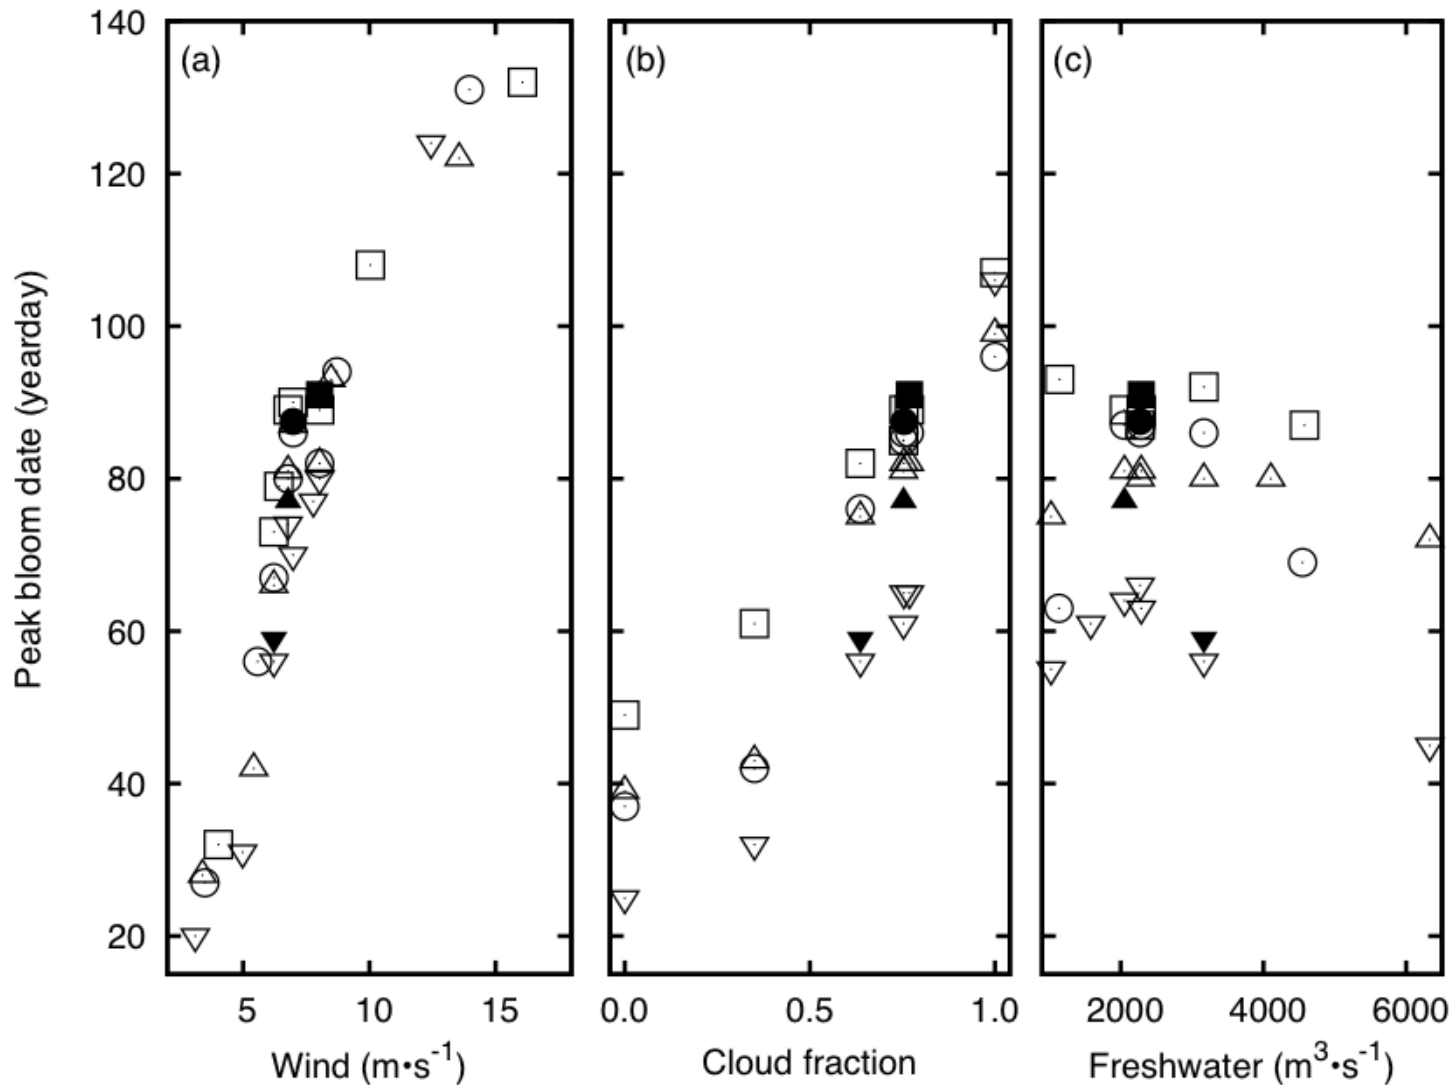 140
120
100
80
60
40
20
Peak bloom date (yearday)
(a)
(b)
(c)
5 10 15
0.0 0.5 1.0
2000 4000 6000
Wind (m•s⁻¹)
Cloud fraction
Freshwater (m³•s⁻¹)